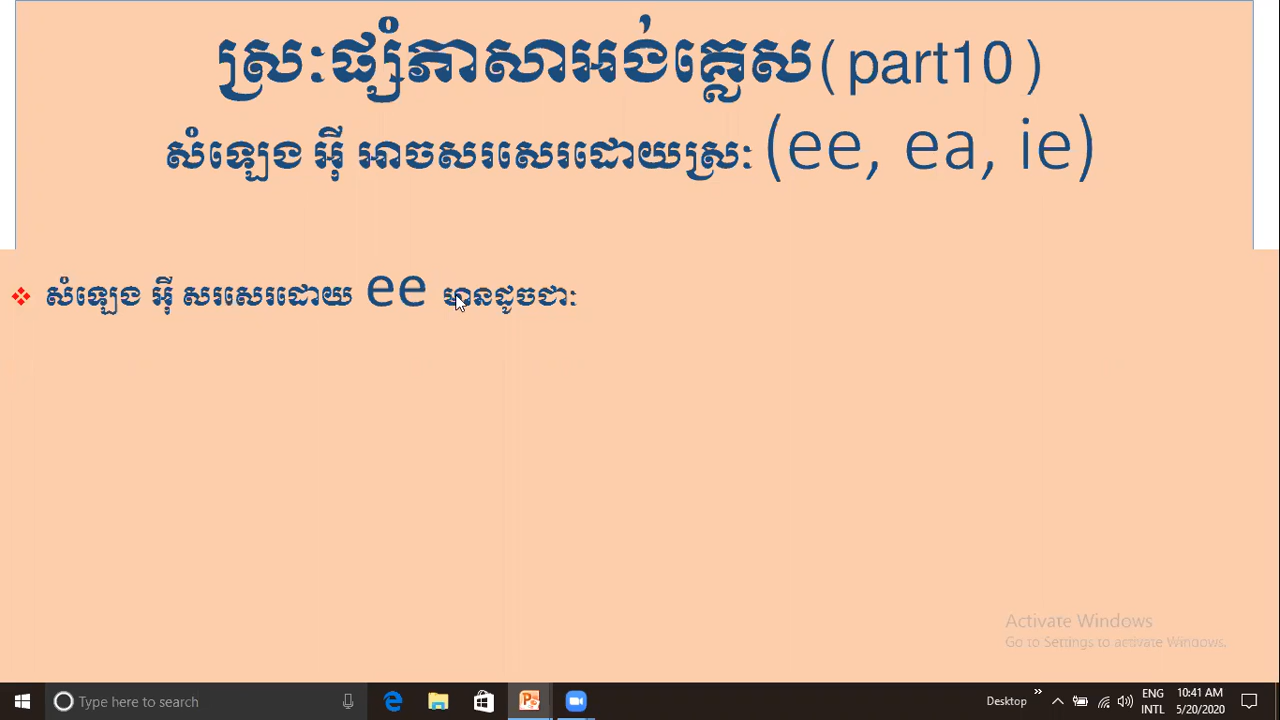 ស្រៈផ្សំភាសាអង់គ្លេស(part10)
សំឡេង អ៊ី អាចសរសេរដោយស្រៈ (ee, ea, ie)
❖ សំឡេង អ៊ី សរសេរដោយ ee មានដូចជាៈ
Activate Windows
Go to Settings to activate Windows.
Type here to search
Desktop
ENG
INTL
10:41 AM
5/20/2020